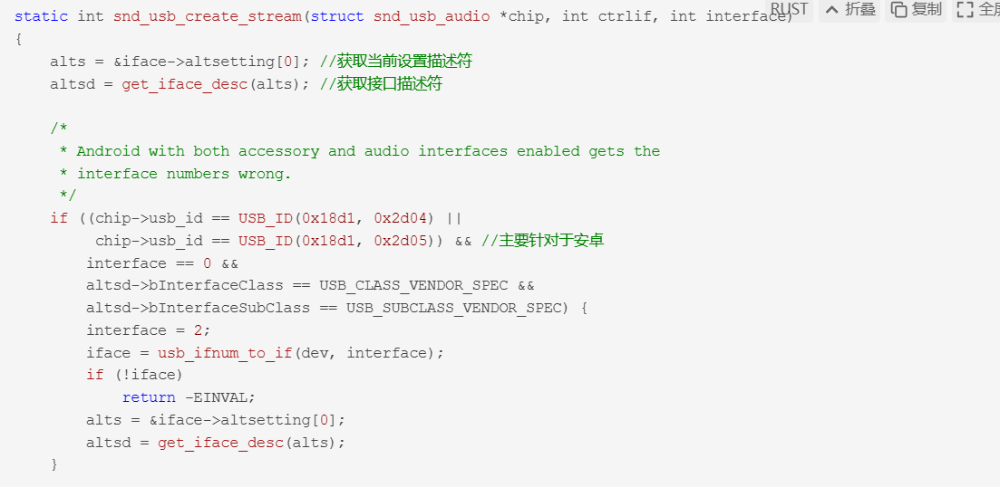 static int snd_usb_create_stream(struct snd_usb_audio *chip, int ctrlif, int interface)
RUST 折叠 复制 全屏
{
    alts = &iface->altsetting[0]; //获取当前设置描述符
    altsd = get_iface_desc(alts); //获取接口描述符

    /*
     * Android with both accessory and audio interfaces enabled gets the
     * interface numbers wrong.
     */
    if ((chip->usb_id == USB_ID(0x18d1, 0x2d04) ||
         chip->usb_id == USB_ID(0x18d1, 0x2d05)) && //主要针对于安卓
        interface == 0 &&
        altsd->bInterfaceClass == USB_CLASS_VENDOR_SPEC &&
        altsd->bInterfaceSubClass == USB_SUBCLASS_VENDOR_SPEC) {
        interface = 2;
        iface = usb_ifnum_to_if(dev, interface);
        if (!iface)
            return -EINVAL;
        alts = &iface->altsetting[0];
        altsd = get_iface_desc(alts);
    }